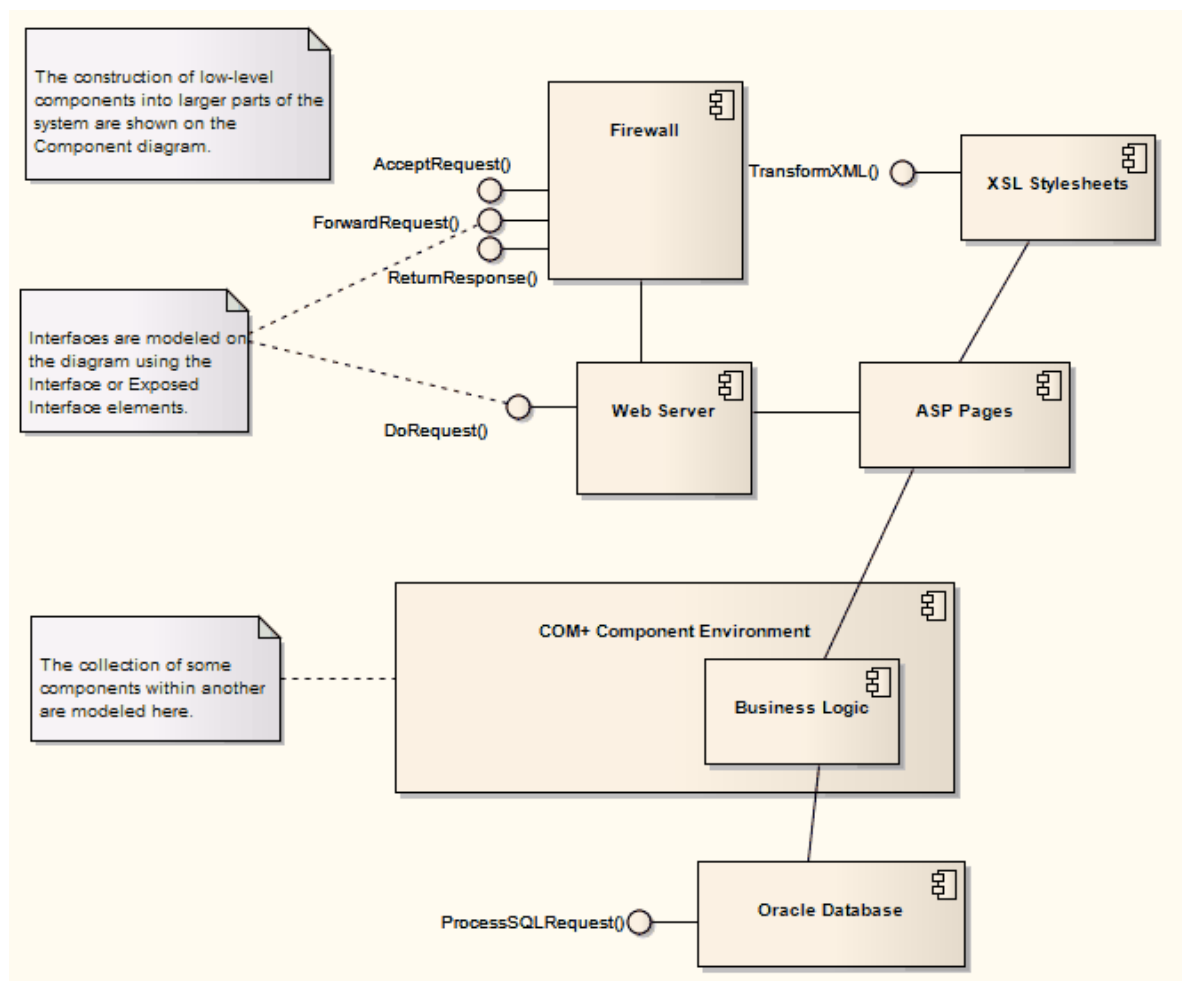 The construction of low-level
components into larger parts of the
system are shown on the
Component diagram.
Firewall
AcceptRequest()
ForwardRequest()
ReturnResponse()
TransformXML()
XSL Stylesheets
Interfaces are modeled on
the diagram using the
Interface or Exposed
Interface elements.
Web Server
DoRequest()
ASP Pages
COM+ Component Environment
The collection of some
components within another
are modeled here.
Business Logic
Oracle Database
ProcessSQLRequest()